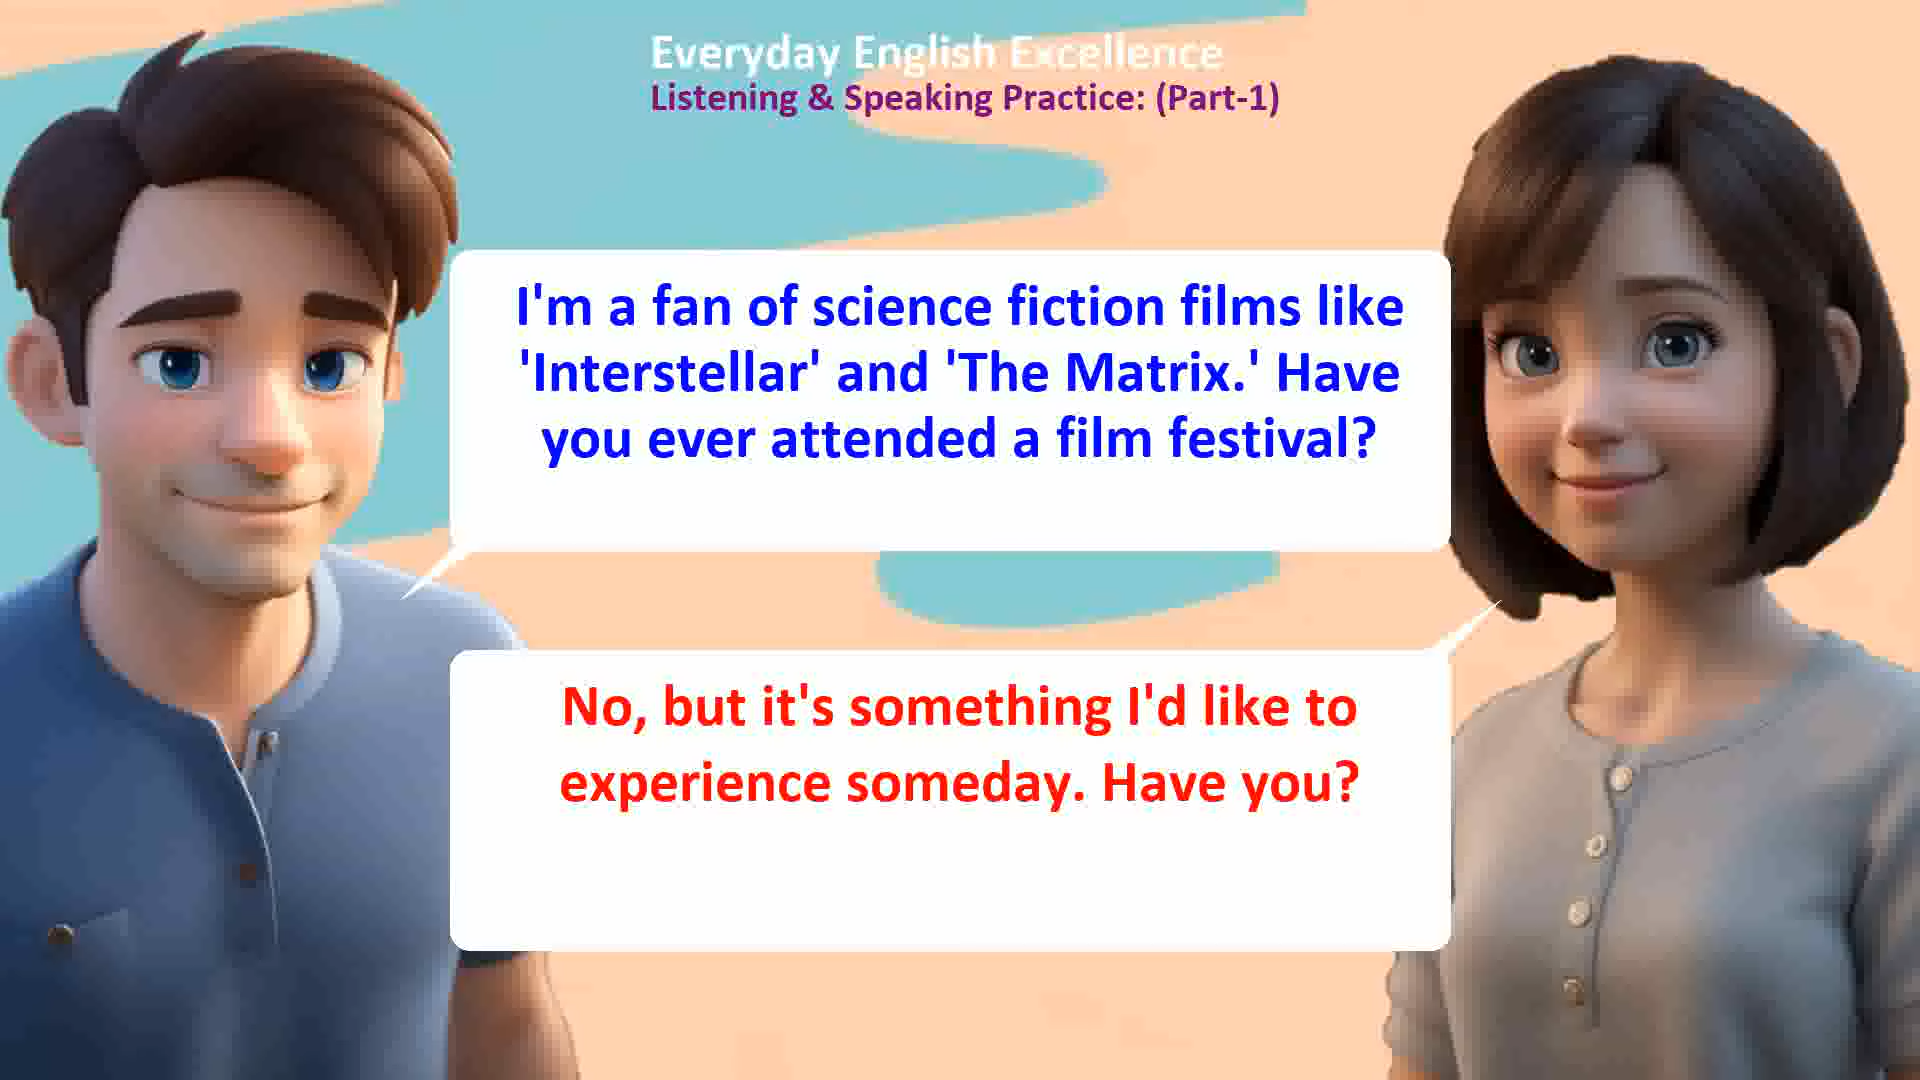 Everyday English Excellence
Listening & Speaking Practice: (Part-1)
I'm a fan of science fiction films like
'Interstellar' and 'The Matrix.' Have
you ever attended a film festival?
No, but it's something I'd like to
experience someday. Have you?